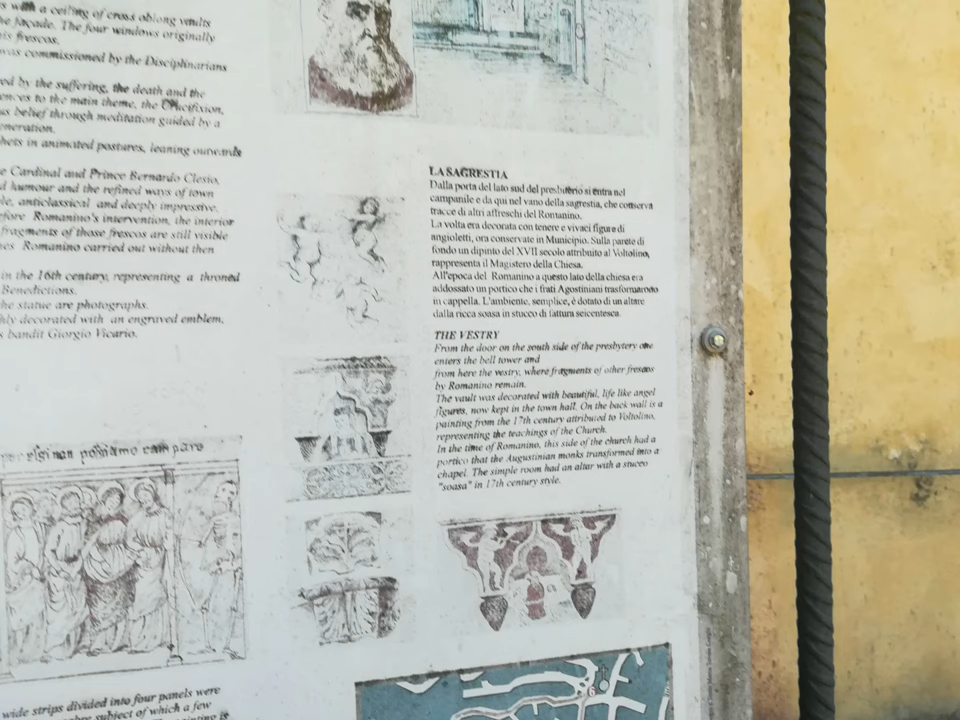 s with a ceiling of cross oblong vaults
he façade. The four windows originally
his frescos.
was commissioned by the Disciplinarians
ed by the suffering, the death and the
ences to the main theme, the Crucifixion,
us belief through meditation guided by a
eneration.
hets in animated postures, leaning outwards
e Cardinal and Prince Bernardo Clesio,
d humour and the refined ways of town
le, anticlassical and deeply impressive.
efore Romanino's intervention, the interior
fragments of those frescos are still visible
nes Romanino carried out without then
in the 16th century, representing a throned
Benedictions.
he statue are photographs.
hly decorated with an engraved emblem,
s bandit Giorgio Vicario.
LA SAGRESTIA
Dalla porta del lato sud del presbiterio si entra nel
campanile e da qui nel vano della sagrestia, che conserva
tracce di altri affreschi del Romanino.
La volta era decorata con tenere e vivaci figure di
angioletti, ora conservate in Municipio. Sulla parete di
fondo un dipinto del XVII secolo attribuito al Voltolino,
rappresenta il Magistero della Chiesa.
All'epoca del Romanino a questo lato della chiesa era
addossato un portico che i frati Agostiniani trasformarono
in cappella. L'ambiente, semplice, è dotato di un altare
dalla ricca soasa in stucco di fattura seicentesca.
THE VESTRY
From the door on the south side of the presbytery one
enters the bell tower and
from here the vestry, where fragments of other frescos
by Romanino remain.
The vault was decorated with beautiful, life like angel
figures, now kept in the town hall. On the back wall is a
painting from the 17th century attributed to Voltolino,
representing the teachings of the Church.
In the time of Romanino, this side of the church had a
portico that the Augustinian monks transformed into a
chapel. The simple room had an altar with a stucco
"soasa" in 17th century style.
wide strips divided into four panels were
subject of which a few
is
6